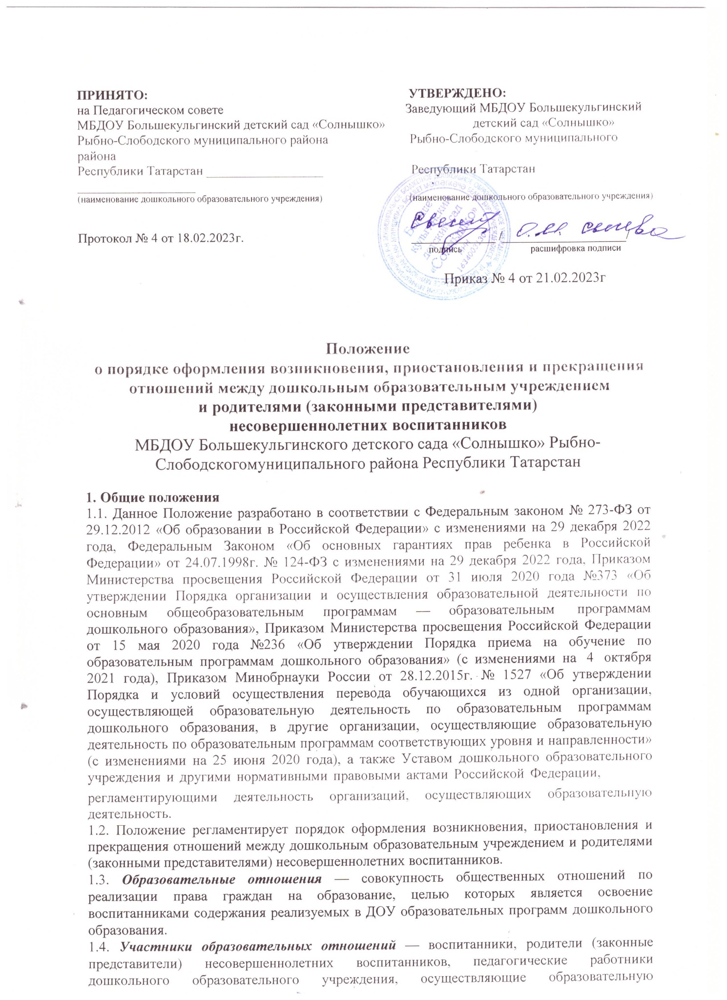 ПРИНЯТО:
на Педагогическом совете
МБДОУ Большекульгинский детский сад «Солнышко»
Рыбно-Слободского муниципального района
района
Республики Татарстан
(наименование дошкольного образовательного учреждения)
Протокол № 4 от 18.02.2023г.
УТВЕРЖДЕНО:
Заведующий МБДОУ Большекульгинский
детский сад «Солнышко»
Рыбно-Слободского муниципального
Республики Татарстан
(наименование дошкольного образовательного учреждения)
/ О.М. /
подпись расшифровка подписи
Приказ № 4 от 21.02.2023г
Положение
о порядке оформления возникновения, приостановления и прекращения
отношений между дошкольным образовательным учреждением
и родителями (законными представителями)
несовершеннолетних воспитанников
МБДОУ Большекульгинского детского сада «Солнышко» Рыбно-
Слободскогомуниципального района Республики Татарстан
1. Общие положения
1.1. Данное Положение разработано в соответствии с Федеральным законом № 273-ФЗ от
29.12.2012 «Об образовании в Российской Федерации» с изменениями на 29 декабря 2022
года, Федеральным Законом «Об основных гарантиях прав ребенка в Российской
Федерации» от 24.07.1998г. № 124-ФЗ с изменениями на 29 декабря 2022 года, Приказом
Министерства просвещения Российской Федерации от 31 июля 2020 года №373 «Об
утверждении Порядка организации и осуществления образовательной деятельности по
основным общеобразовательным программам — образовательным программам
дошкольного образования», Приказом Министерства просвещения Российской Федерации
от 15 мая 2020 года №236 «Об утверждении Порядка приема на обучение по
образовательным программам дошкольного образования» (с изменениями на 4 октября
2021 года), Приказом Минобрнауки России от 28.12.2015г. № 1527 «Об утверждении
Порядка и условий осуществления перевода обучающихся из одной организации,
осуществляющей образовательную деятельность по образовательным программам
дошкольного образования, в другие организации, осуществляющие образовательную
деятельность по образовательным программам соответствующих уровня и направленности»
(с изменениями на 25 июня 2020 года), а также Уставом дошкольного образовательного
учреждения и другими нормативными правовыми актами Российской Федерации,
регламентирующими деятельность организаций, осуществляющих образовательную
деятельность.
1.2. Положение регламентирует порядок оформления возникновения, приостановления и
прекращения отношений между дошкольным образовательным учреждением и родителями
(законными представителями) несовершеннолетних воспитанников.
1.3. Образовательные отношения — совокупность общественных отношений по
реализации права граждан на образование, целью которых является освоение
воспитанниками содержания реализуемых в ДОУ образовательных программ дошкольного
образования.
1.4. Участники образовательных отношений — воспитанники, родители (законные
представители) несовершеннолетних воспитанников, педагогические работники
дошкольного образовательного учреждения, осуществляющие образовательную